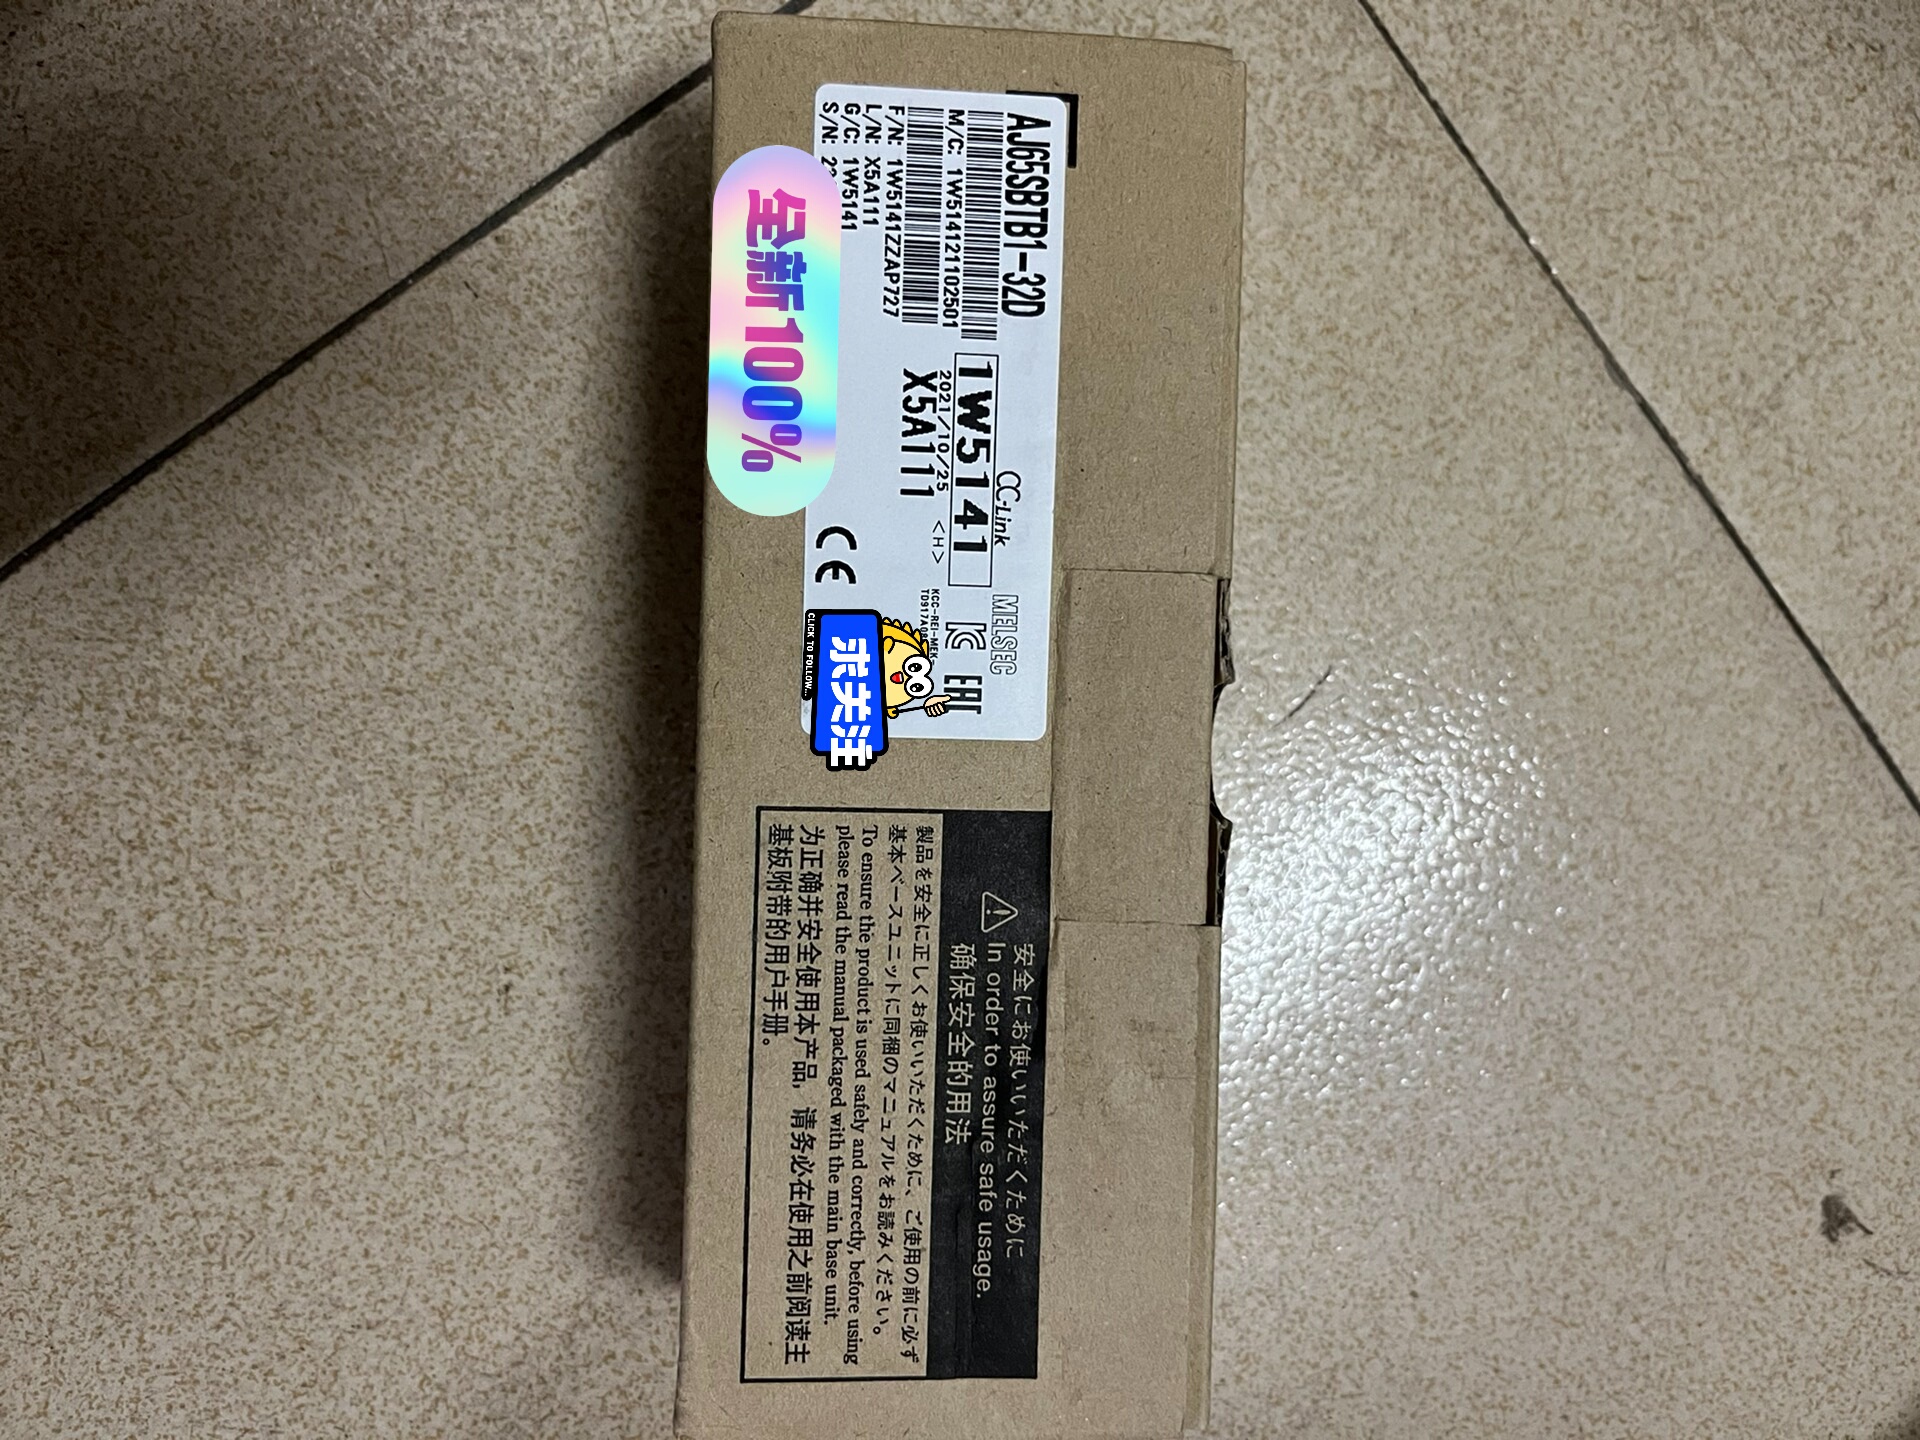 AJ65SBTB1-32D
M/C: 1W514121102501
F/N: 1W5141ZZAP727
L/N: X5A111
G/C: 1W5141
S/N:
CC-Link
MELSEC
1W5141
2021/10/25
<H>
X5A111
KCC-REI-MEK-
EAC
CE
全新100%
求关注
CLICK TO FOLLOW...
安全にお使いいただくために
In order to assure safe usage.
确保安全的用法
製品を安全に正しくお使いいただくために、ご使用の前に必ず
基本ベースユニットに同梱のマニュアルをお読みください。
To ensure the product is used safely and correctly, before using
please read the manual packaged with the main base unit.
为正确并安全使用本产品，请务必在使用之前阅读主
基板附带的用户手册。